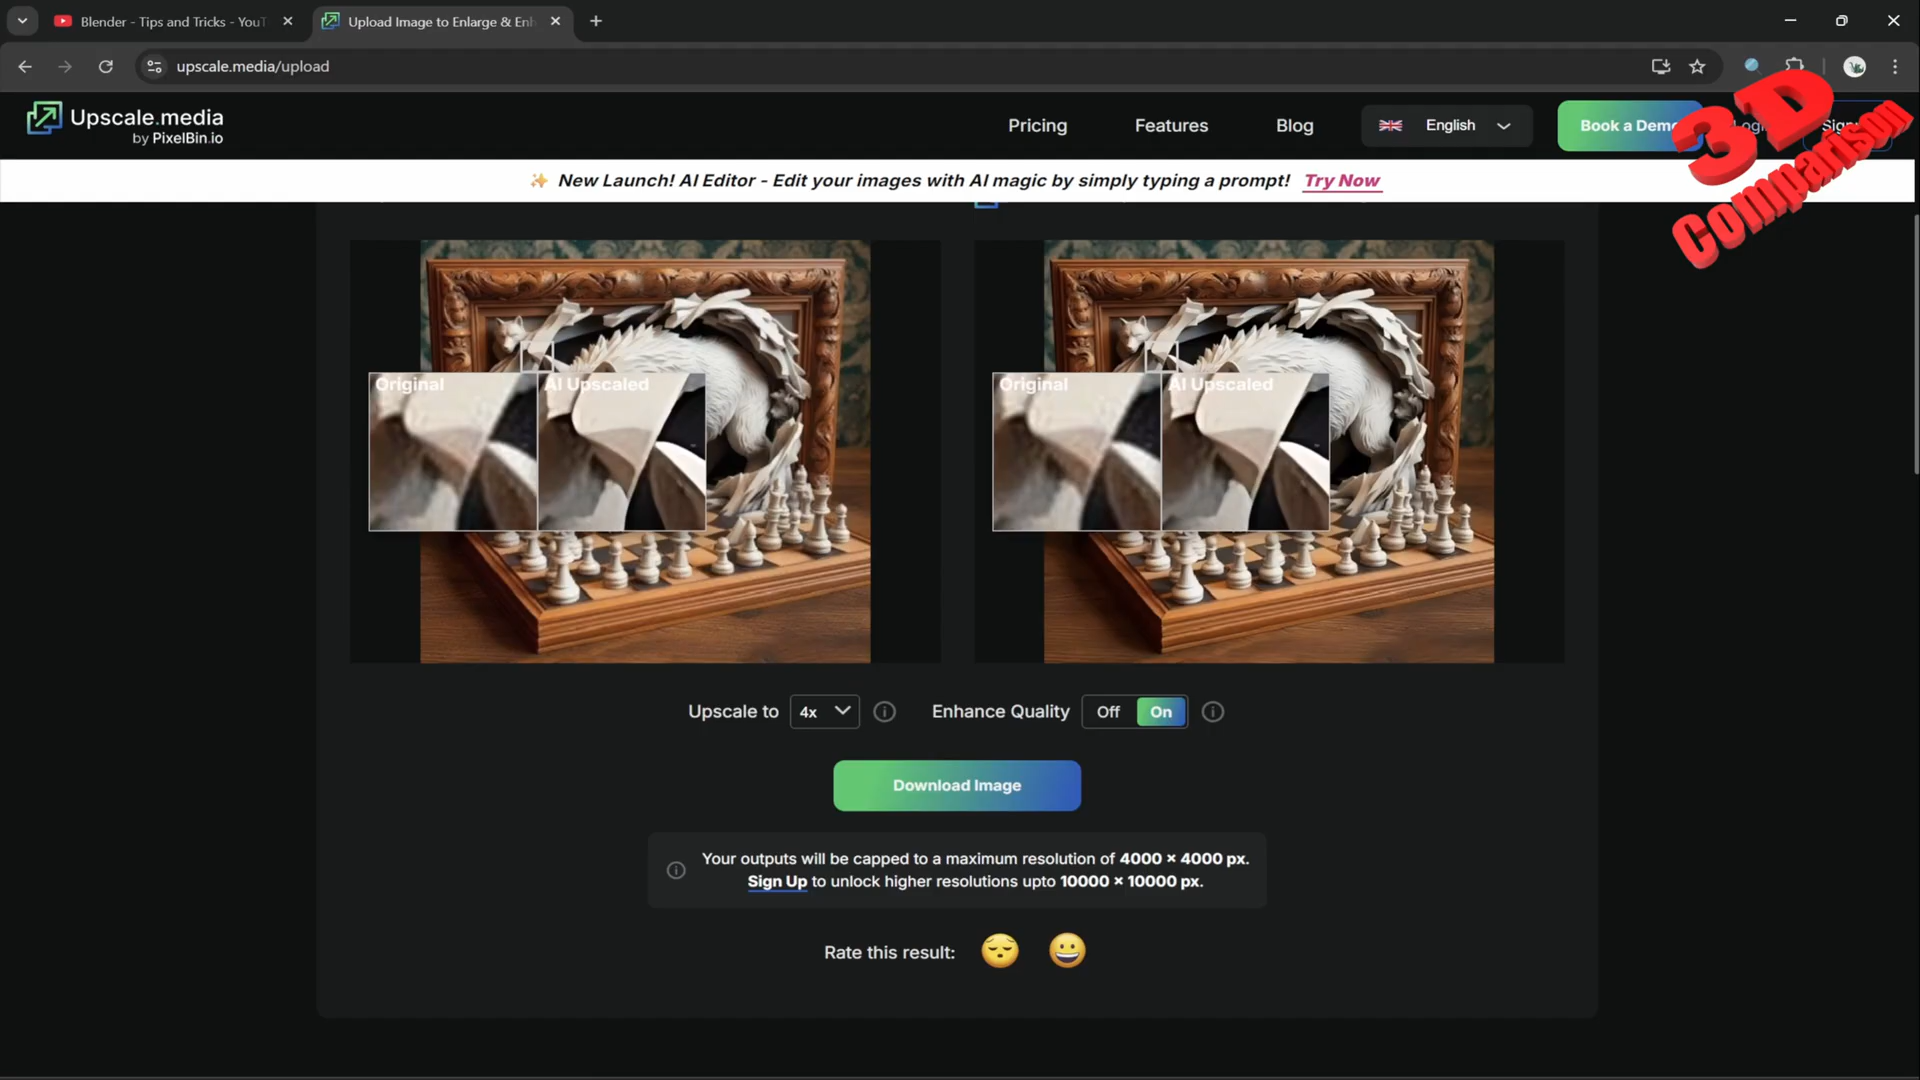 Blender - Tips and Tricks - YouT
Upload Image to Enlarge & Enh
upscale.media/upload
Upscale.media
by PixelBin.io
Pricing
Features
Blog
English
Book a Demo
Login
Sign
3D
Comparison
✨ New Launch! AI Editor - Edit your images with AI magic by simply typing a prompt! Try Now
Original
AI Upscaled
Original
AI Upscaled
Upscale to
4x
Enhance Quality
Off
On
Download Image
Your outputs will be capped to a maximum resolution of 4000 × 4000 px.
Sign Up to unlock higher resolutions upto 10000 × 10000 px.
Rate this result: